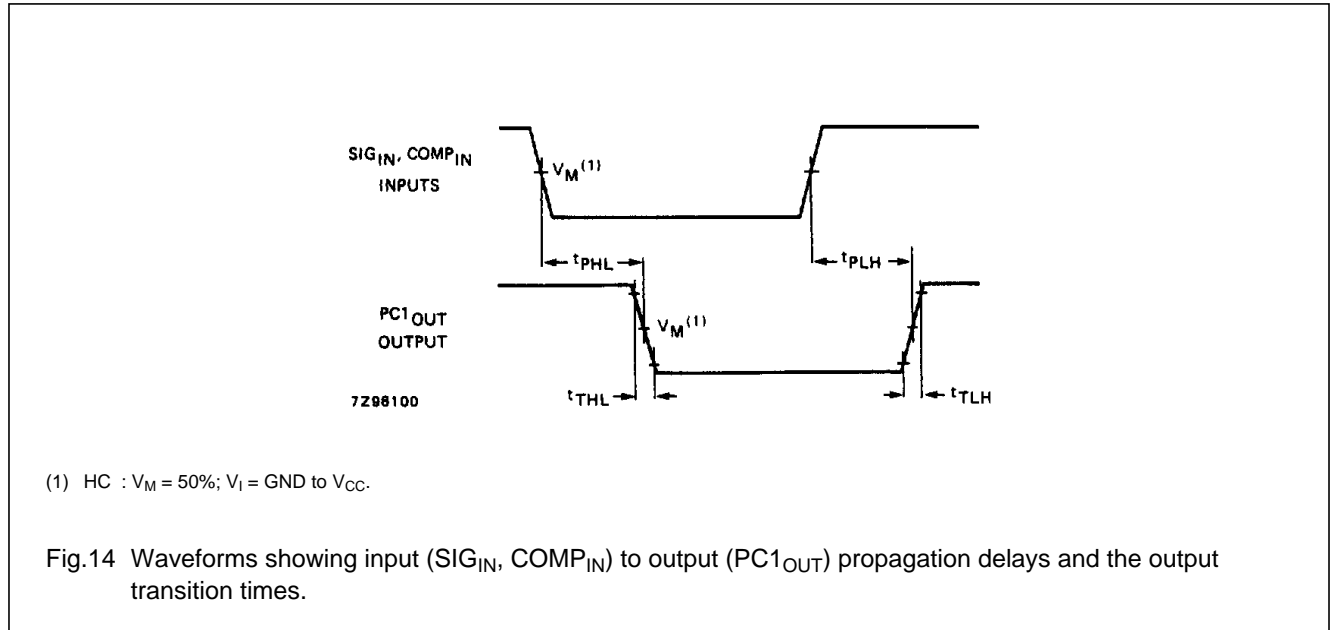 SIG_IN, COMP_IN
INPUTS
V_M(1)
t_PHL
t_PLH
PC1_OUT
OUTPUT
V_M(1)
t_THL
t_TLH
7Z98100
(1) HC : V_M = 50%; V_I = GND to V_CC.
Fig.14 Waveforms showing input (SIG_IN, COMP_IN) to output (PC1_OUT) propagation delays and the output
transition times.